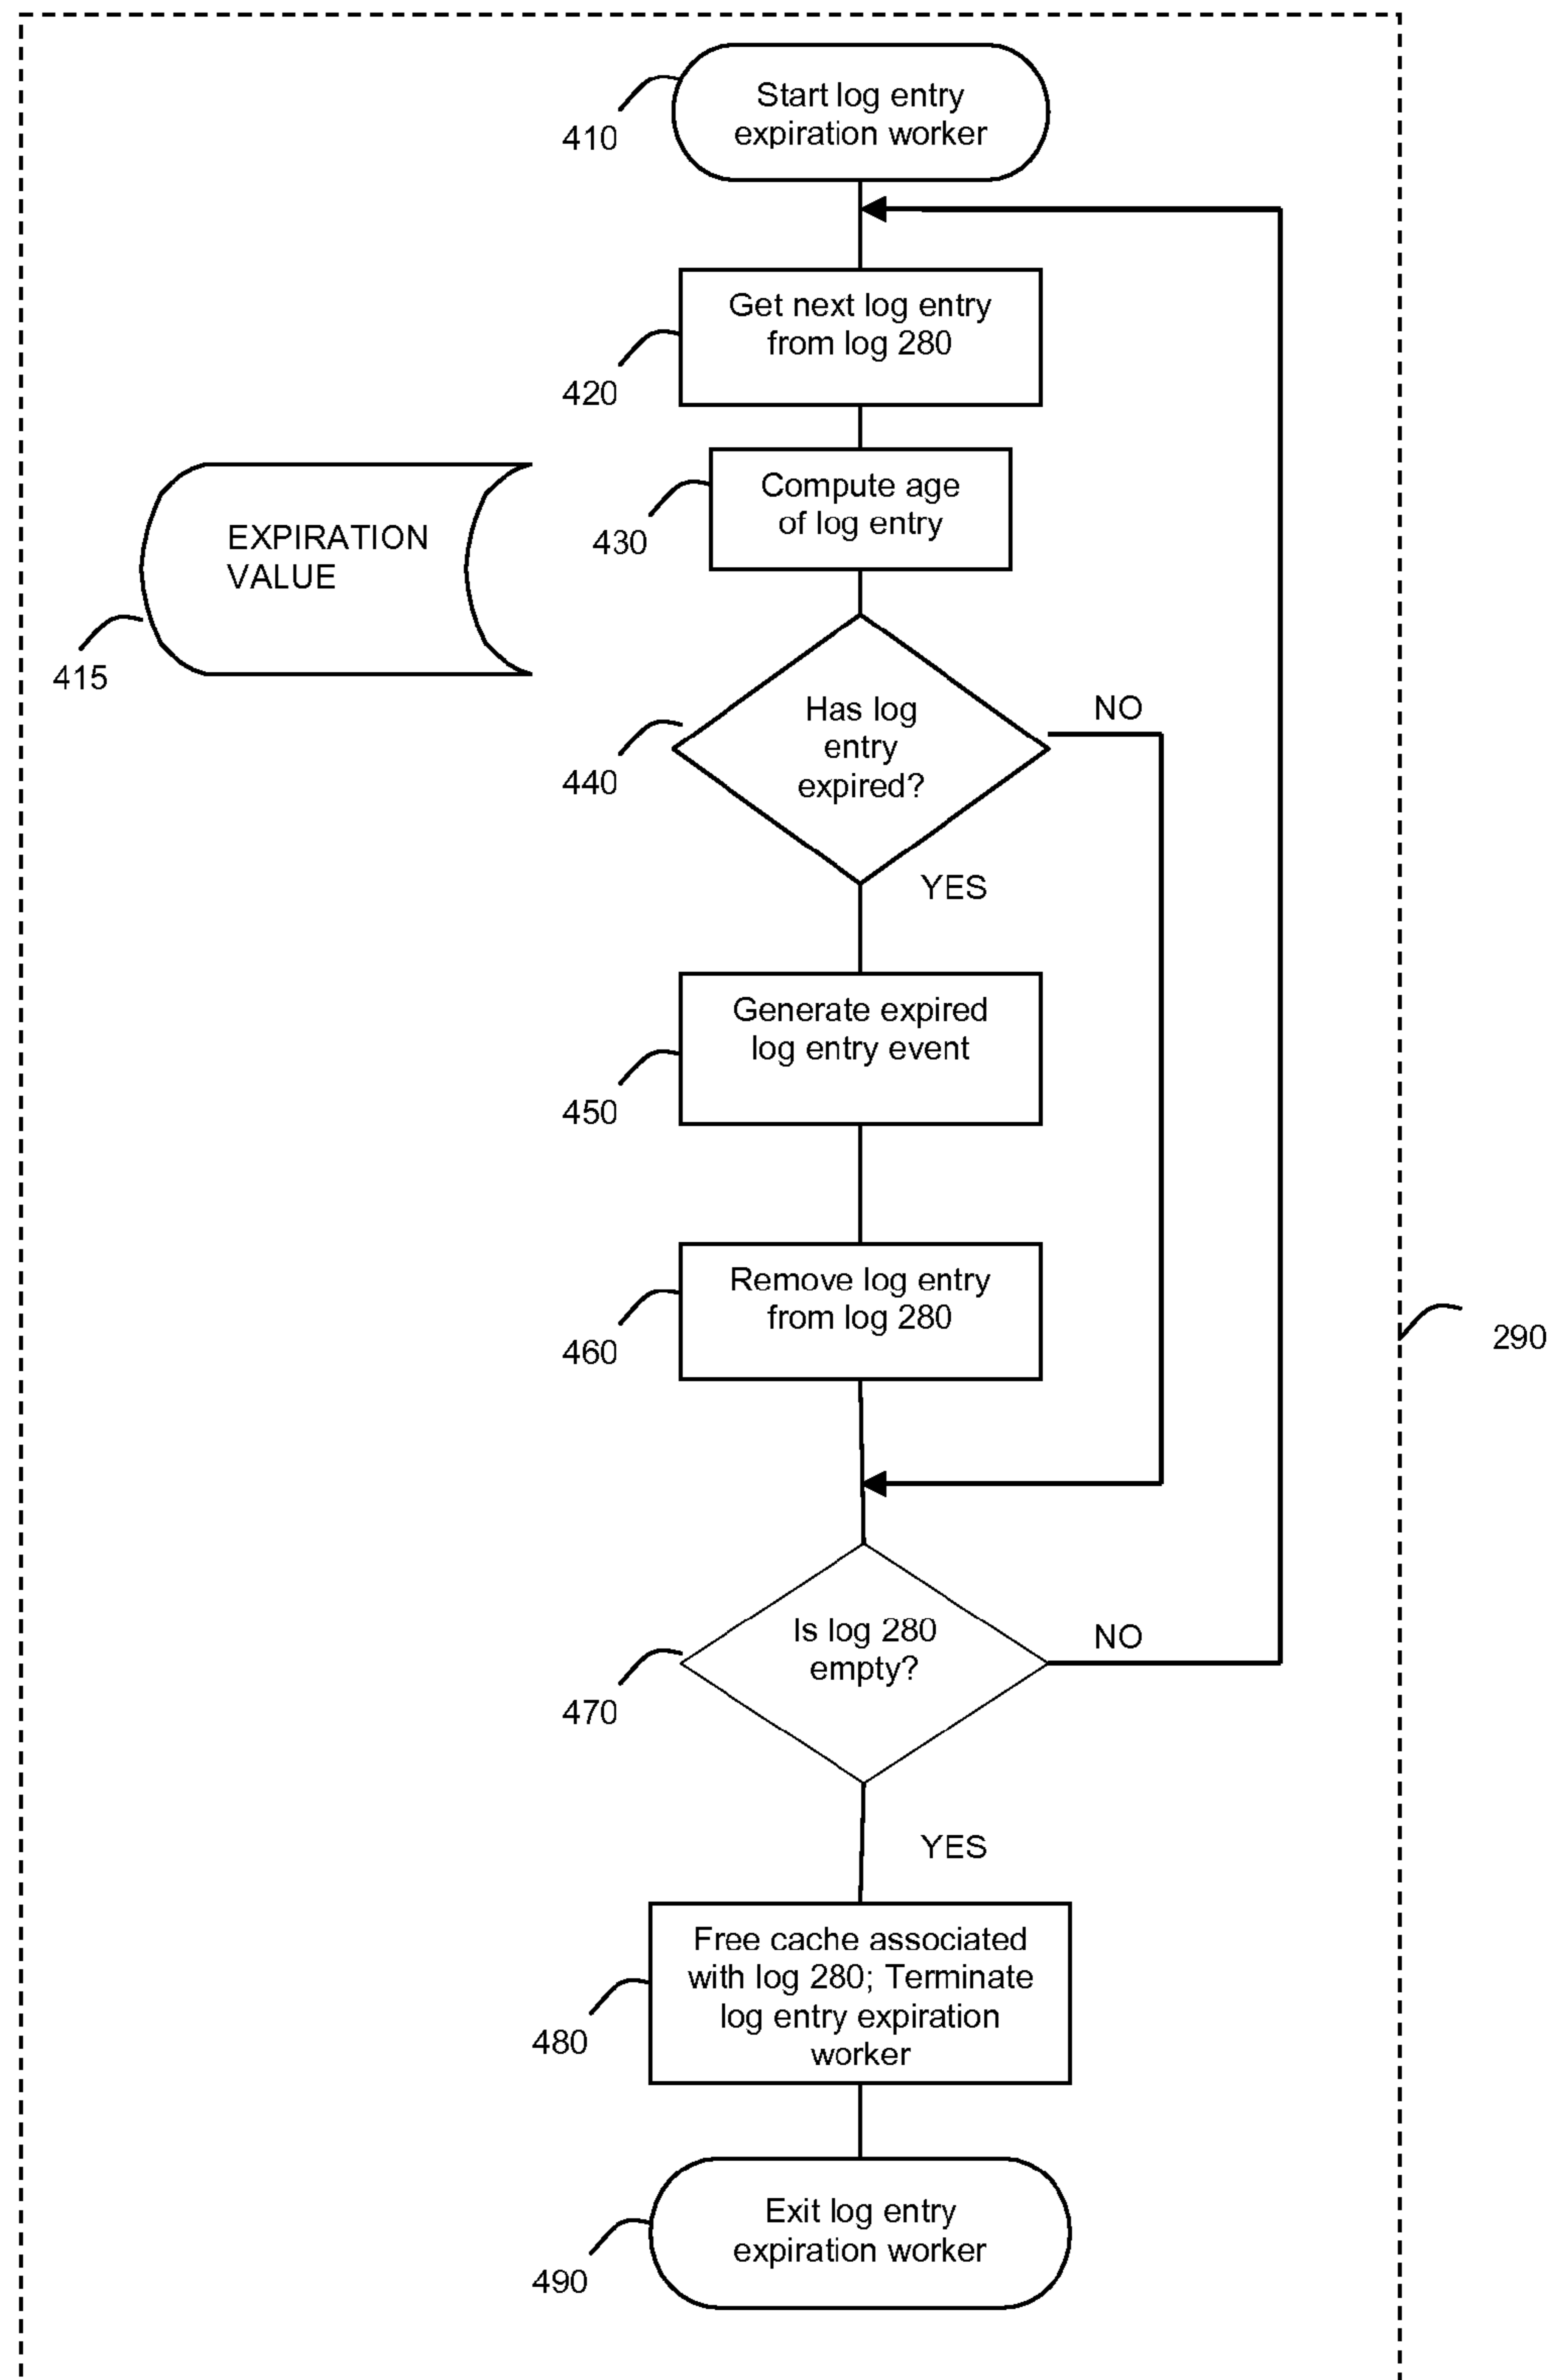 Start log entry
expiration worker
410
Get next log entry
from log 280
420
Compute age
of log entry
430
EXPIRATION
VALUE
415
Has log
entry
expired?
440
NO
YES
Generate expired
log entry event
450
Remove log entry
from log 280
460
290
Is log 280
empty?
470
NO
YES
Free cache associated
with log 280; Terminate
log entry expiration
worker
480
Exit log entry
expiration worker
490